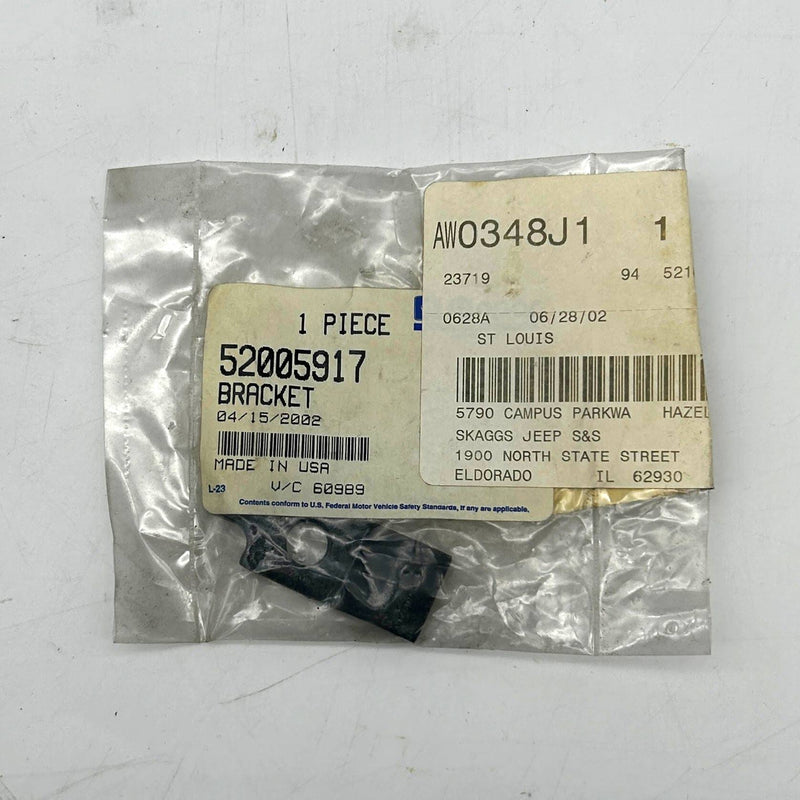 1 PIECE
52005917
BRACKET
04/15/2002
MADE IN USA
L-23 V/C 60989
Contents conform to U.S. Federal Motor Vehicle Safety Standards, if any are applicable.
AW0348J1 1
23719 94 521
0628A 06/28/02
ST LOUIS
5790 CAMPUS PARKWA HAZEL
SKAGGS JEEP S&S
1900 NORTH STATE STREET
ELDORADO IL 62930